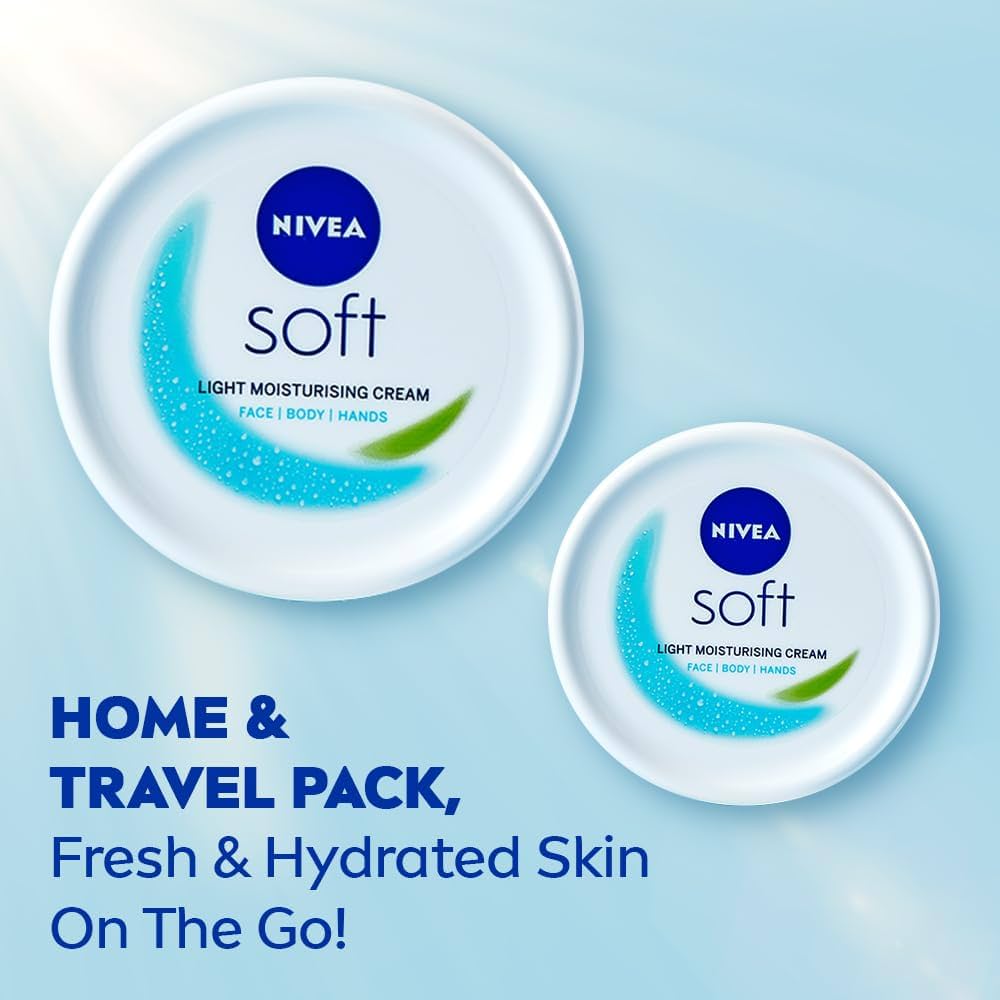 NIVEA
soft
LIGHT MOISTURISING CREAM
FACE | BODY | HANDS
NIVEA
soft
LIGHT MOISTURISING CREAM
FACE | BODY | HANDS
HOME &
TRAVEL PACK,
Fresh & Hydrated Skin
On The Go!